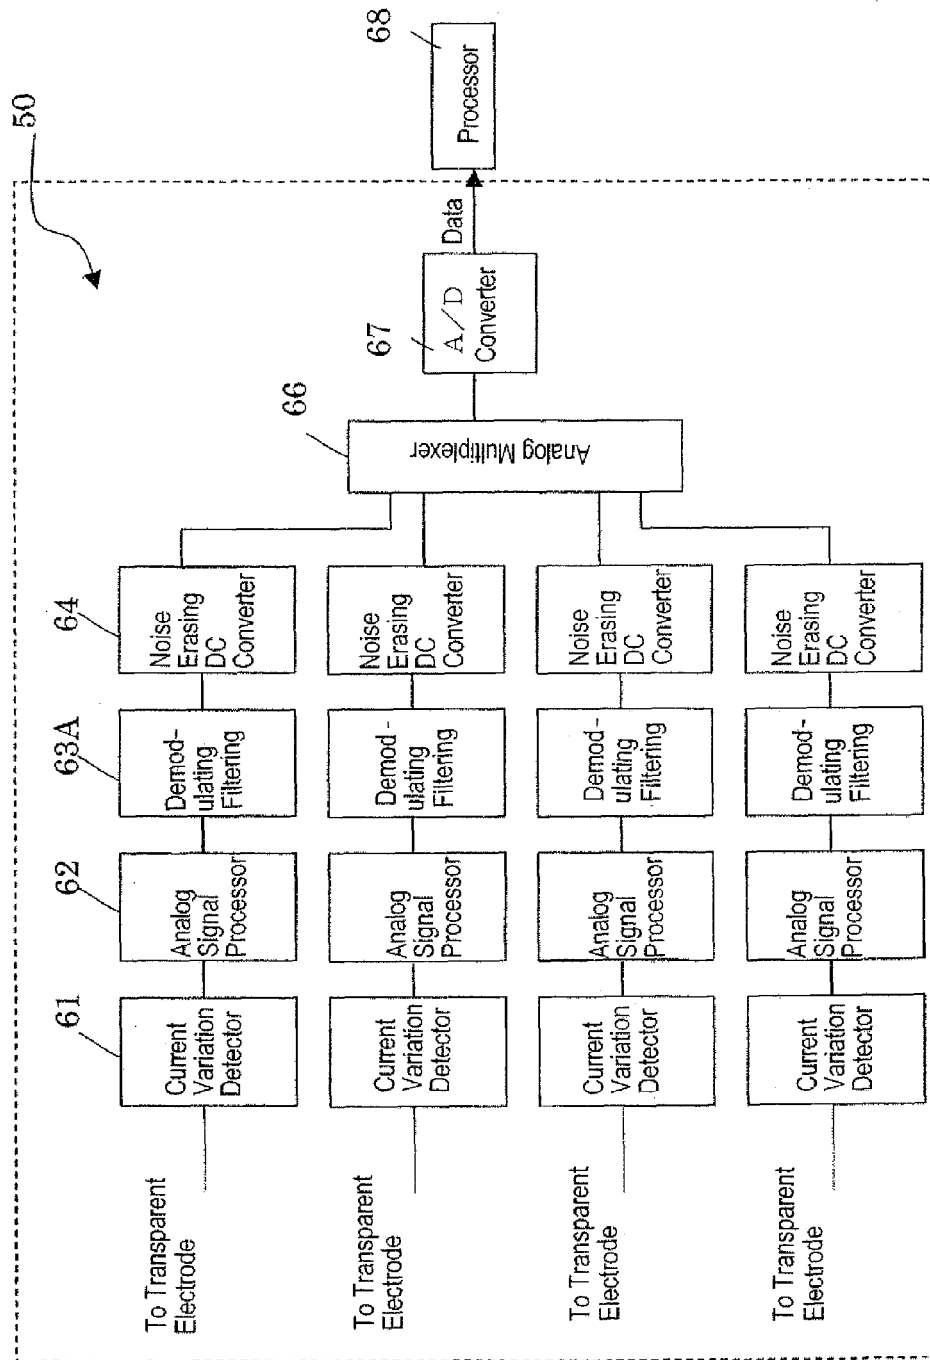 50
61
62
63A
64
66
67
68
To Transparent
Electrode
Current
Variation
Detector
Analog
Signal
Processor
Demod-
ulating
Filtering
Noise
Erasing
DC
Converter
To Transparent
Electrode
Current
Variation
Detector
Analog
Signal
Processor
Demod-
ulating
Filtering
Noise
Erasing
DC
Converter
To Transparent
Electrode
Current
Variation
Detector
Analog
Signal
Processor
Demod-
ulating
Filtering
Noise
Erasing
DC
Converter
To Transparent
Electrode
Current
Variation
Detector
Analog
Signal
Processor
Demod-
ulating
Filtering
Noise
Erasing
DC
Converter
Analog Multiplexer
A/D
Converter
Data
Processor